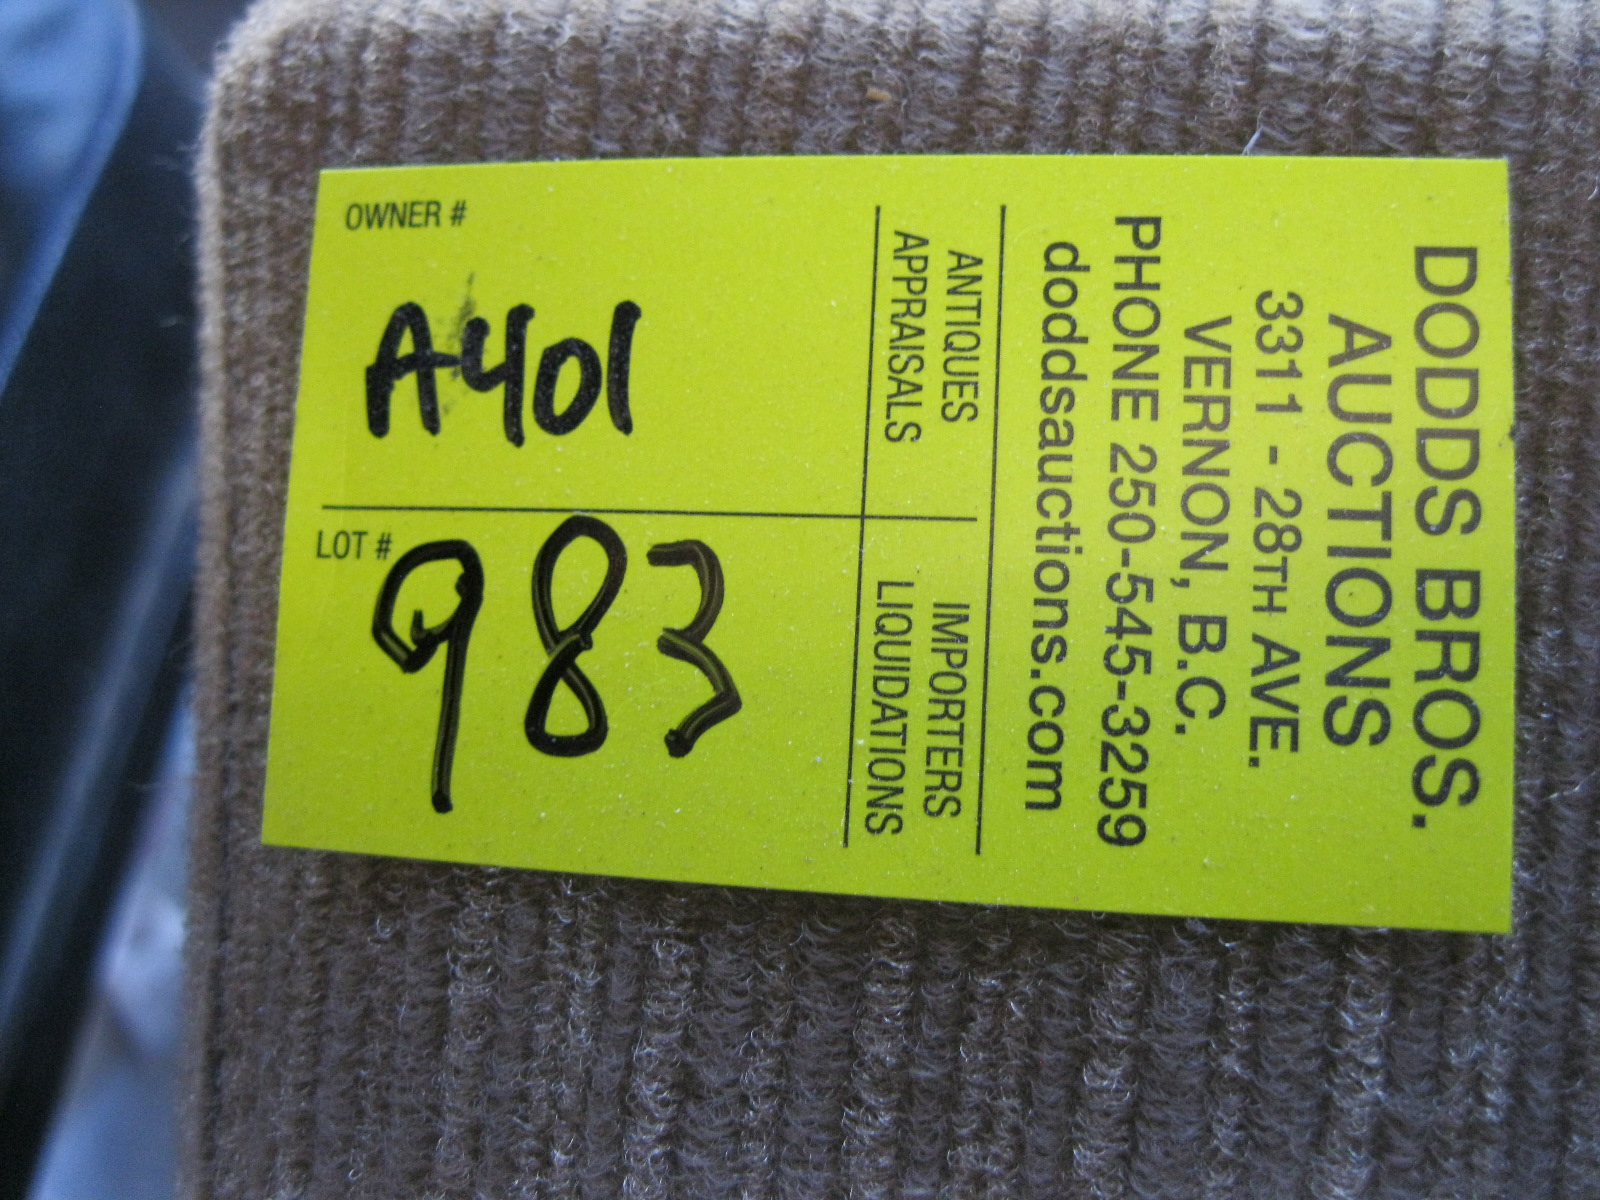 DODDS BROS.
AUCTIONS
3311 - 28TH AVE.
VERNON, B.C.
PHONE 250-545-3259
doddsauctions.com
ANTIQUES
APPRAISALS
IMPORTERS
LIQUIDATIONS
OWNER #
A401
LOT #
983